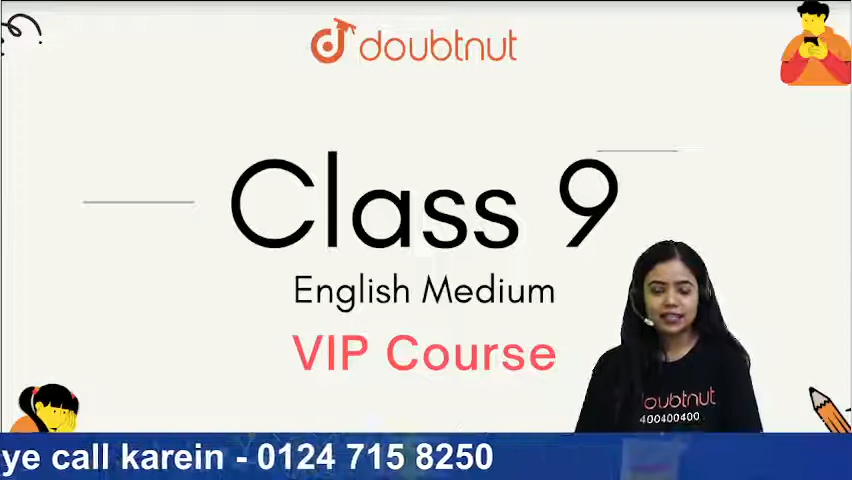 doubtnut
Class 9
English Medium
VIP Course
doubtnut
400400400
ye call karein - 0124 715 8250